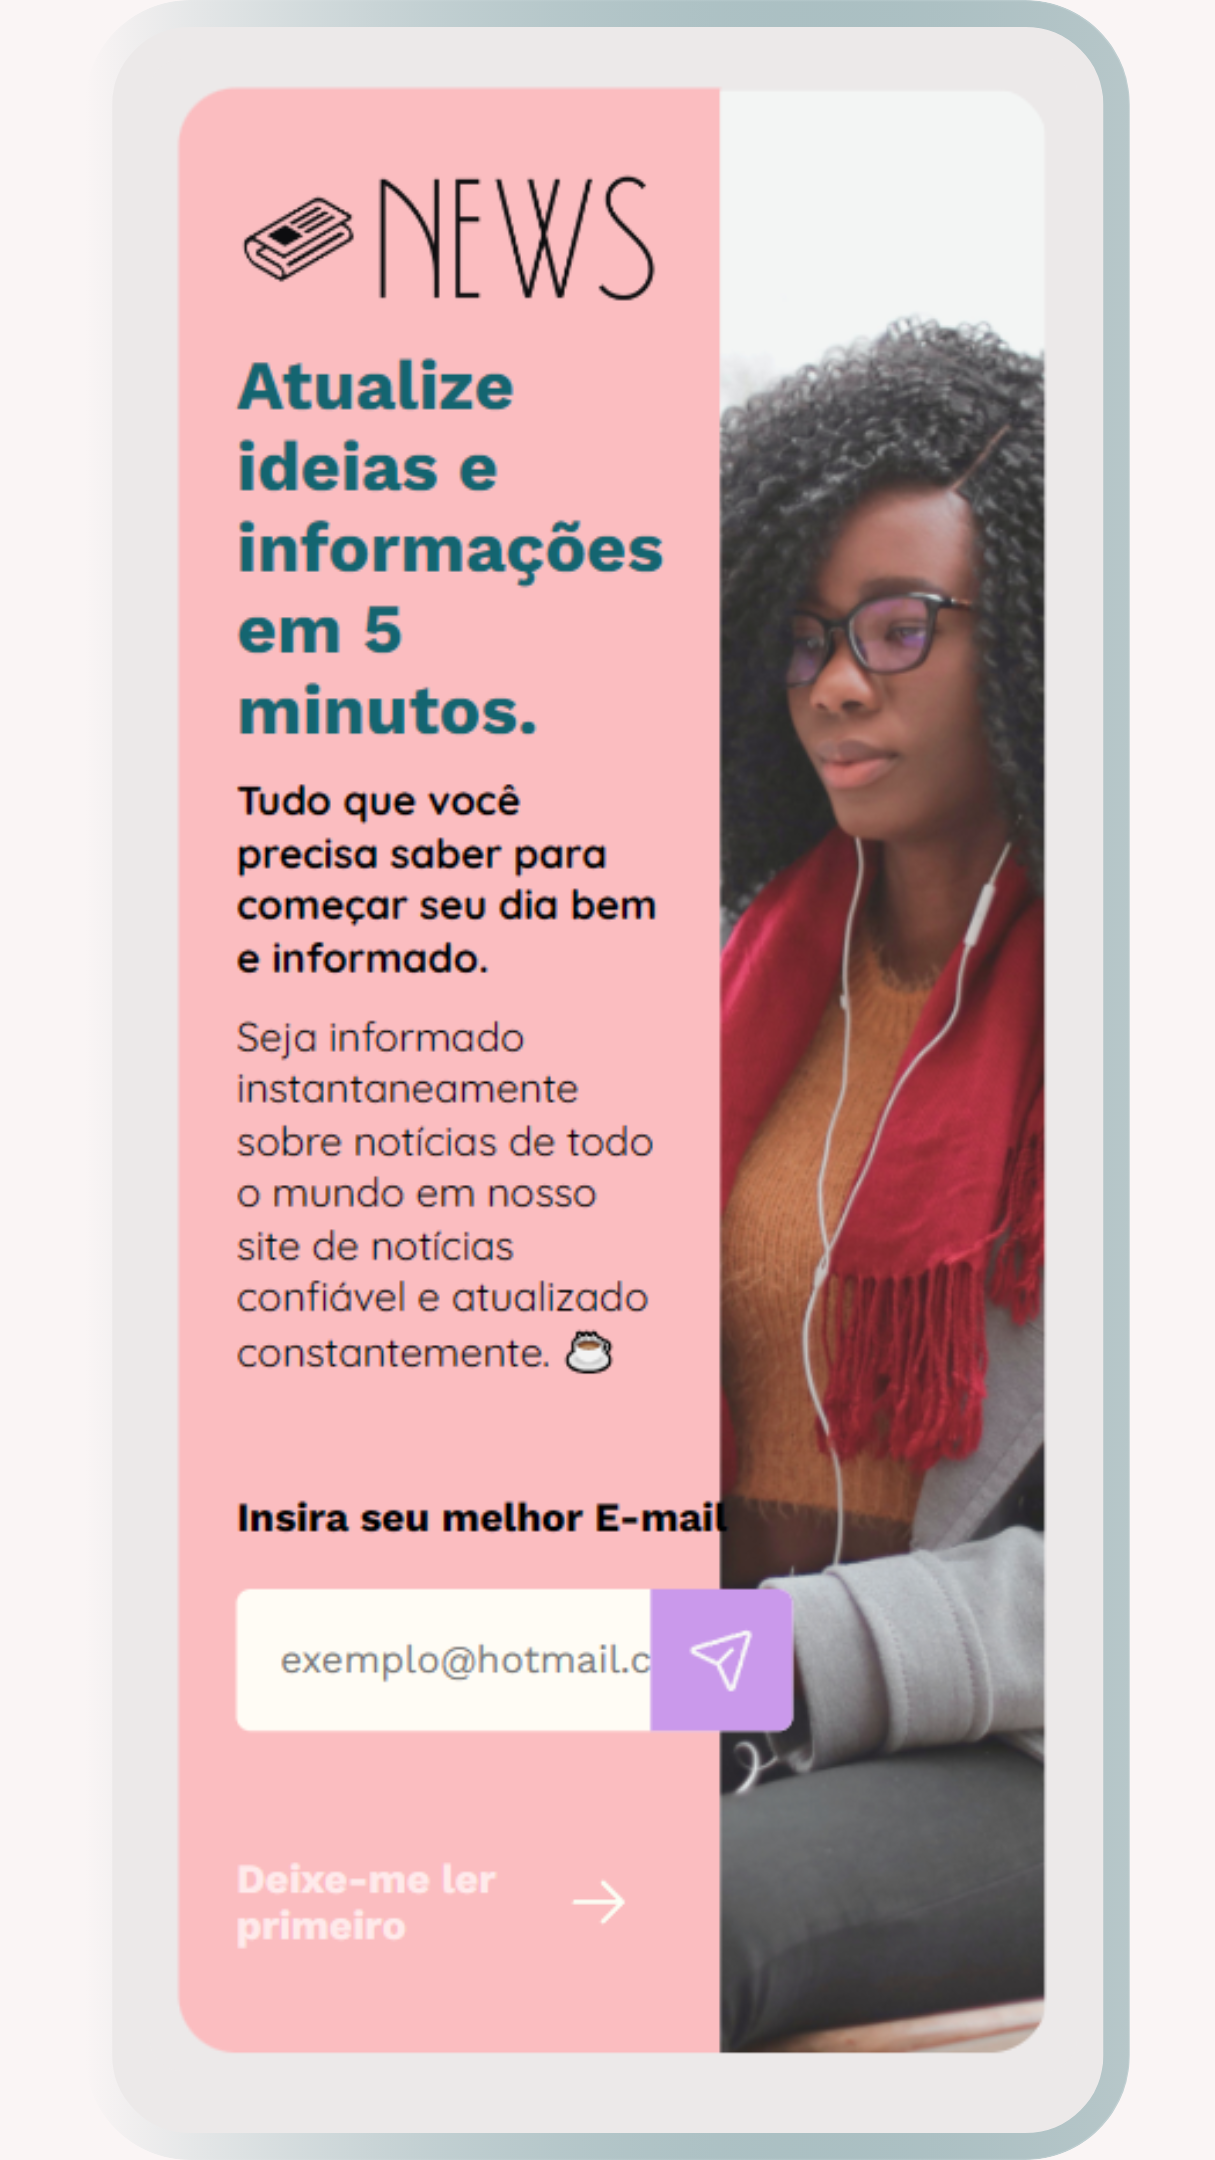 NEWS
Atualize
ideias e
informações
em 5
minutos.
Tudo que você
precisa saber para
começar seu dia bem
e informado.
Seja informado
instantaneamente
sobre notícias de todo
o mundo em nosso
site de notícias
confiável e atualizado
constantemente. ☕
Insira seu melhor E-mail
exemplo@hotmail.c
Deixe-me ler
primeiro